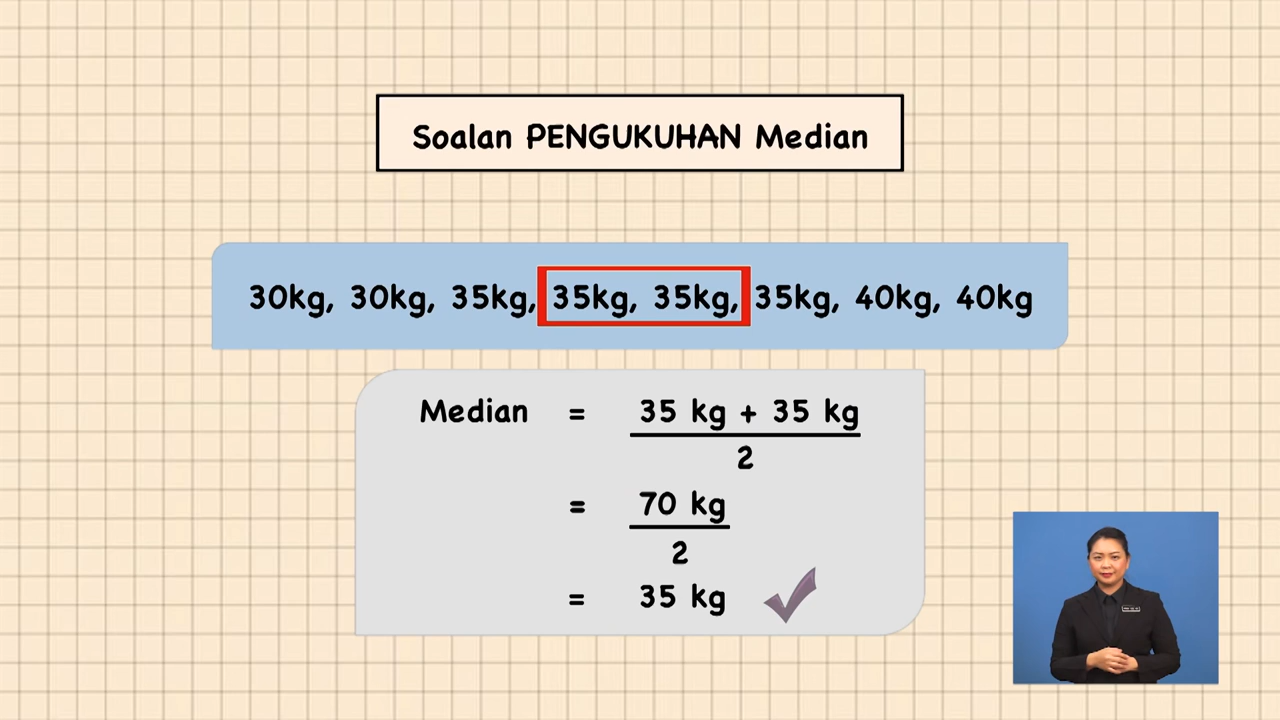 Soalan PENGUKUHAN Median
30kg, 30kg, 35kg, 35kg, 35kg, 35kg, 40kg, 40kg
Median = 35 kg + 35 kg
2
= 70 kg
2
= 35 kg